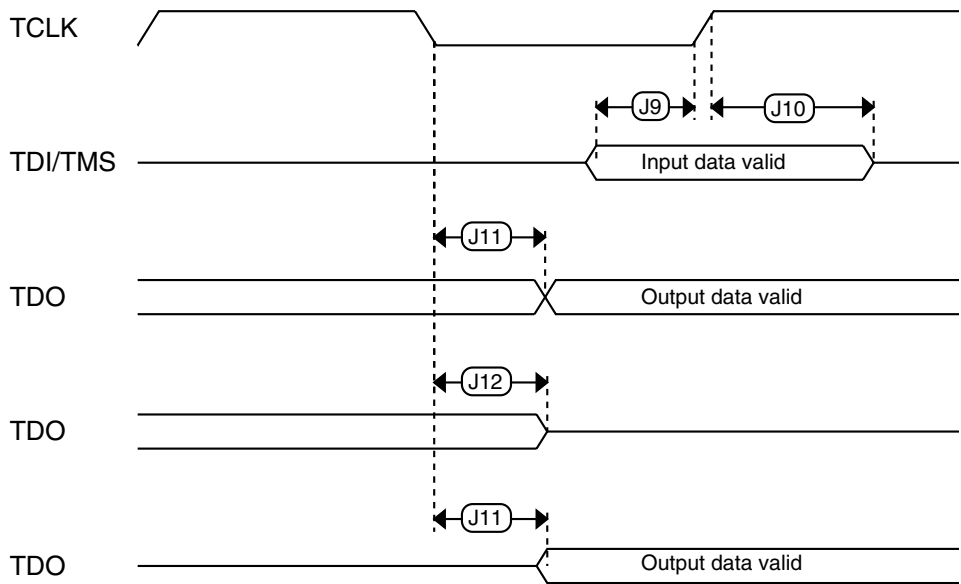 TCLK
J9
J10
TDI/TMS
Input data valid
J11
TDO
Output data valid
J12
TDO
J11
TDO
Output data valid